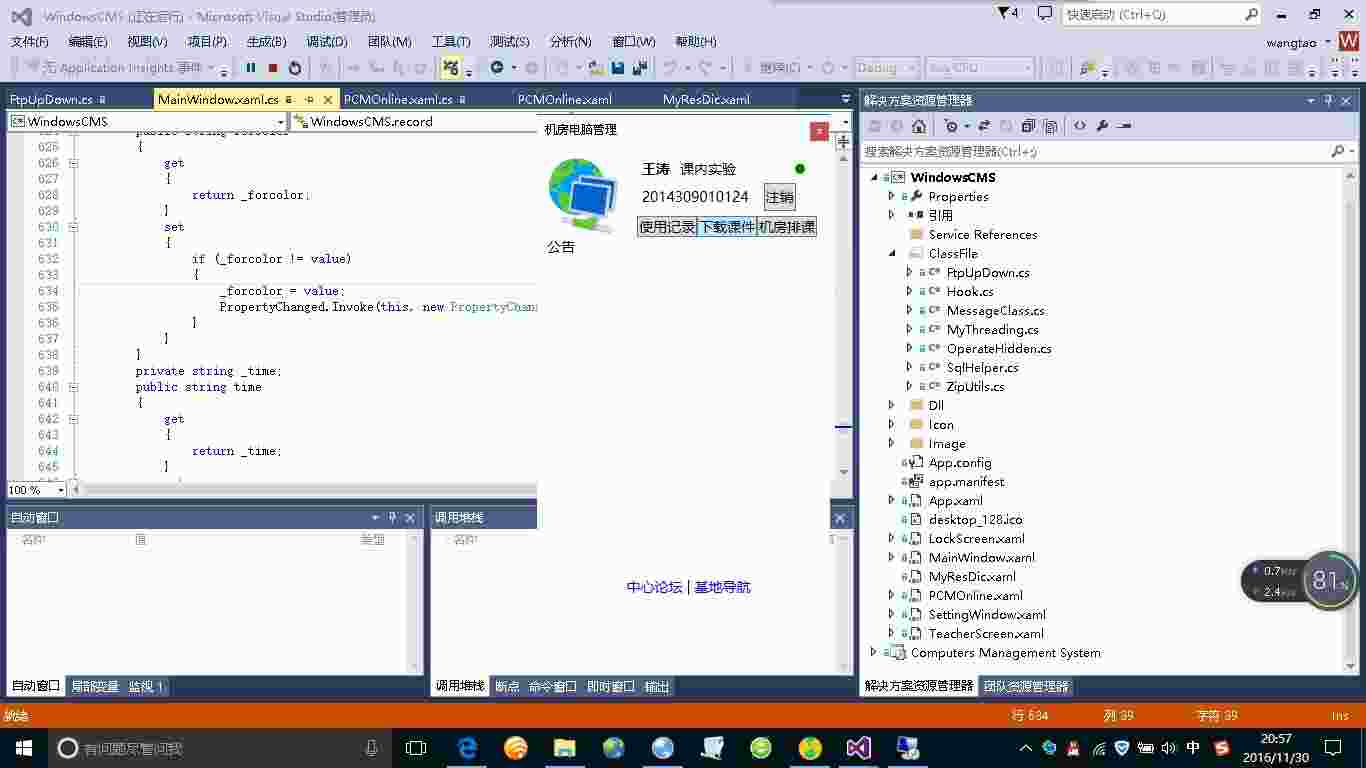 WindowsCMS (正在运行) - Microsoft Visual Studio(管理员)
4
快速启动 (Ctrl+Q)
文件(F) 编辑(E) 视图(V) 项目(P) 生成(B) 调试(D) 团队(M) 工具(T) 测试(S) 分析(N) 窗口(W) 帮助(H)
wangtao W
无 Application Insights 事件
继续(C) Debug Any CPU
FtpUpDown.cs MainWindow.xaml.cs PCMOnline.xaml.cs PCMOnline.xaml MyResDic.xaml
WindowsCMS WindowsCMS.record
625 {
626 get
627 {
628 return _forcolor;
629 }
630 set
631 {
632 if (_forcolor != value)
633 {
634 _forcolor = value;
635 PropertyChanged.Invoke(this, new PropertyChan
636 }
637 }
638 }
639 private string _time;
640 public string time
641 {
642 get
643 {
644 return _time;
645 }
100 %
机房电脑管理
王涛 课内实验
2014309010124 注销
使用记录 下载课件 机房排课
公告
中心论坛 | 基地导航
自动窗口
名称 值 类型
自动窗口 局部变量 监视 1
调用堆栈
名称
调用堆栈 断点 命令窗口 即时窗口 输出
解决方案资源管理器
搜索解决方案资源管理器(Ctrl+;)
WindowsCMS
Properties
引用
Service References
ClassFile
FtpUpDown.cs
Hook.cs
MessageClass.cs
MyThreading.cs
OperateHidden.cs
SqlHelper.cs
ZipUtils.cs
Dll
Icon
Image
App.config
app.manifest
App.xaml
desktop_128.ico
LockScreen.xaml
MainWindow.xaml
MyResDic.xaml
PCMOnline.xaml
SettingWindow.xaml
TeacherScreen.xaml
Computers Management System
解决方案资源管理器 团队资源管理器
0.7K/s
2.4K/s
81%
就绪 行 634 列 39 字符 39 Ins
有问题尽管问我
中
20:57
2016/11/30